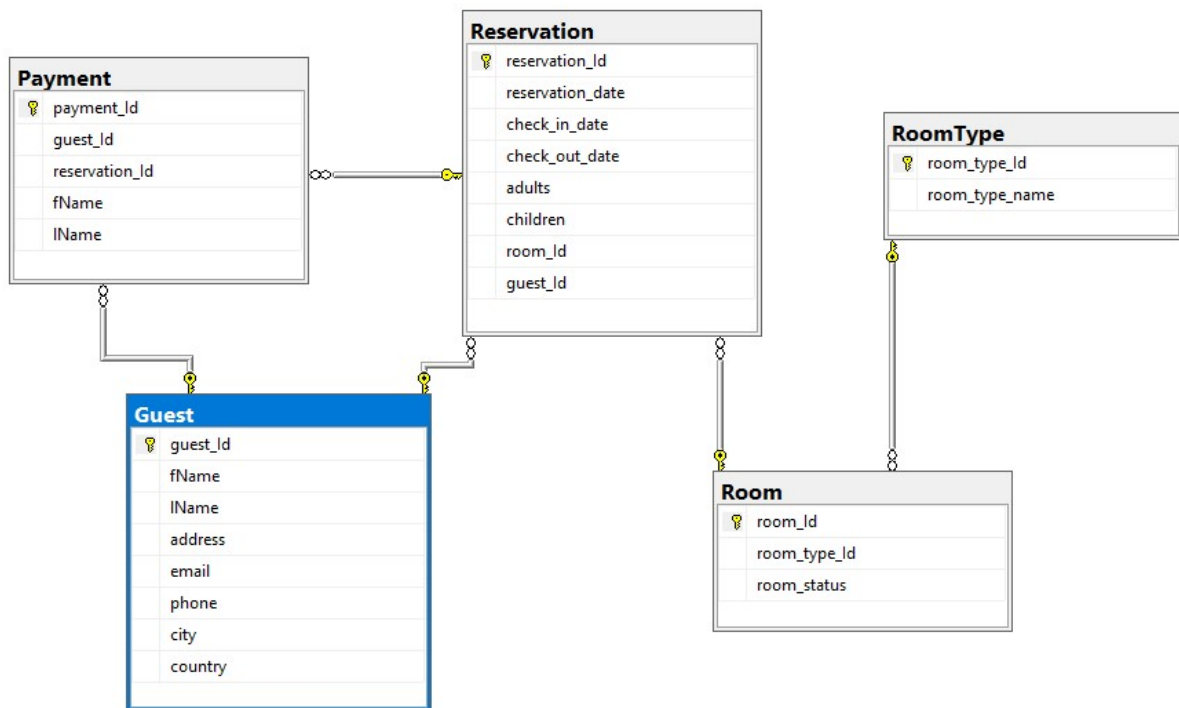 Payment
payment_Id
guest_Id
reservation_Id
fName
lName
Reservation
reservation_Id
reservation_date
check_in_date
check_out_date
adults
children
room_Id
guest_Id
RoomType
room_type_Id
room_type_name
Guest
guest_Id
fName
lName
address
email
phone
city
country
Room
room_Id
room_type_Id
room_status